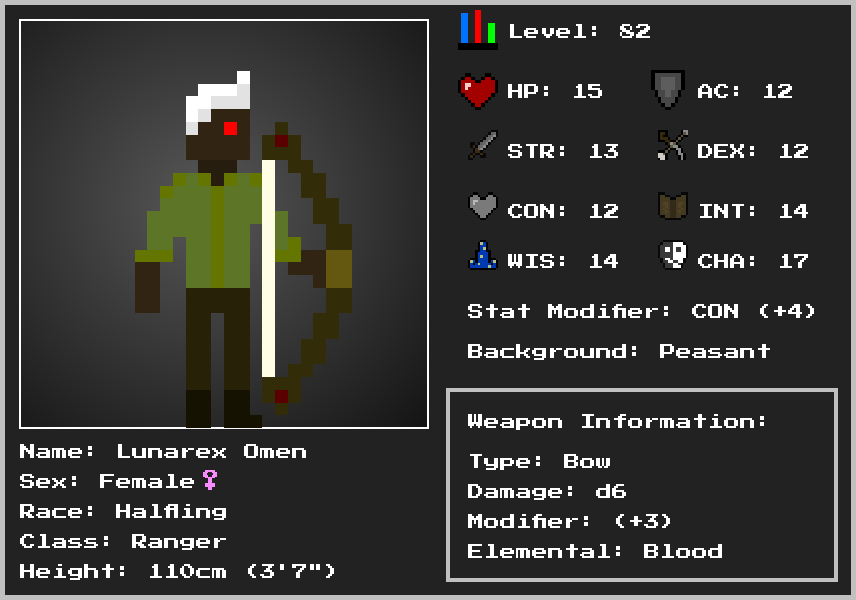 Level: 82
HP: 15 AC: 12
STR: 13 DEX: 12
CON: 12 INT: 14
WIS: 14 CHA: 17
Stat Modifier: CON (+4)
Background: Peasant
Weapon Information:
Type: Bow
Damage: d6
Modifier: (+3)
Elemental: Blood
Name: Lunarex Omen
Sex: Female♀
Race: Halfling
Class: Ranger
Height: 110cm (3'7")